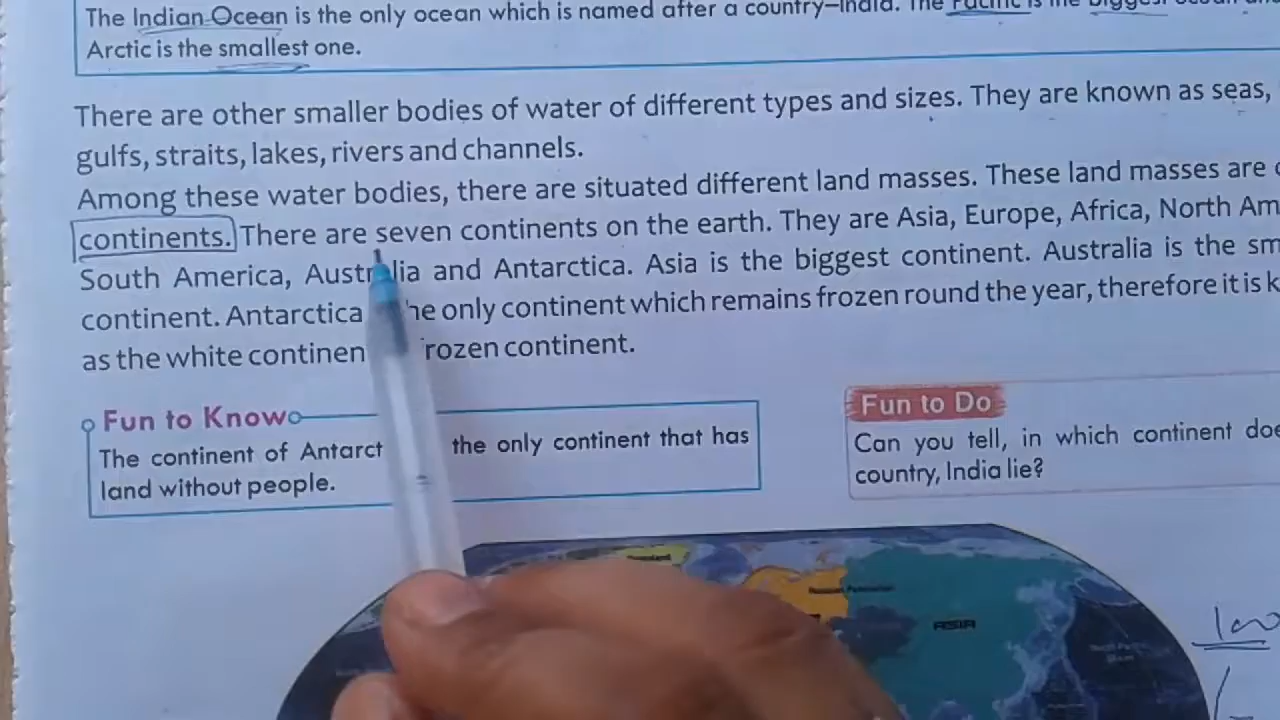 The Indian Ocean is the only ocean which is named after a country–India. The Pacific is the biggest ocean
Arctic is the smallest one.
There are other smaller bodies of water of different types and sizes. They are known as seas,
gulfs, straits, lakes, rivers and channels.
Among these water bodies, there are situated different land masses. These land masses are
continents. There are seven continents on the earth. They are Asia, Europe, Africa, North Am
South America, Australia and Antarctica. Asia is the biggest continent. Australia is the sm
continent. Antarctica he only continent which remains frozen round the year, therefore it is k
as the white continen rozen continent.
Fun to Know
The continent of Antarct the only continent that has
land without people.
Fun to Do
Can you tell, in which continent doe
country, India lie?
ASIA